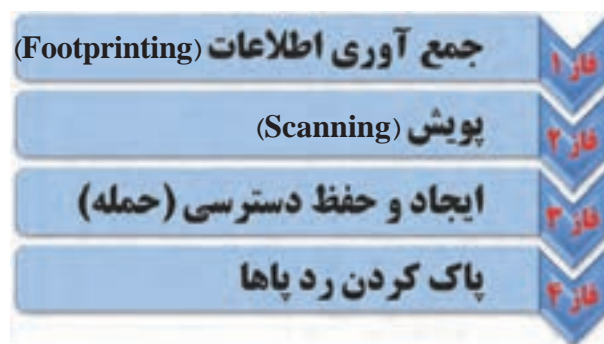 فاز ۱ جمع آوری اطلاعات (Footprinting)
فاز ۲ پویش (Scanning)
فاز ۳ ایجاد و حفظ دسترسی (حمله)
فاز ۴ پاک کردن رد پاها